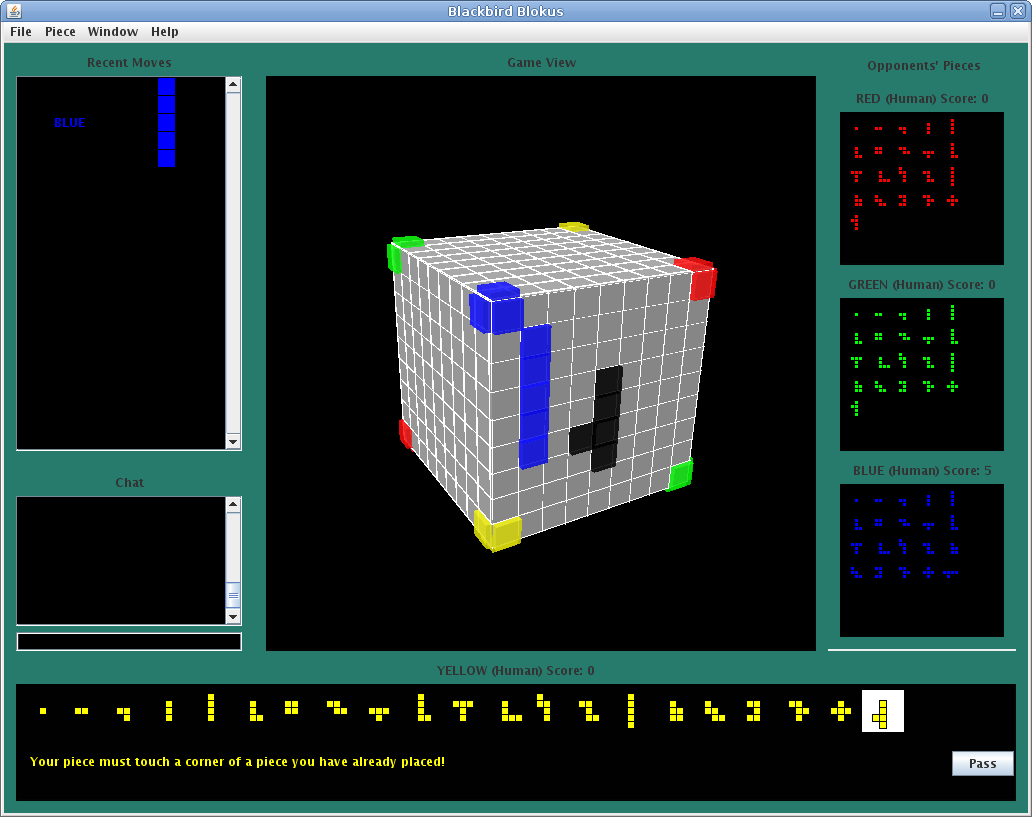 Blackbird Blokus
File Piece Window Help
Recent Moves
BLUE
Game View
Opponents' Pieces
RED (Human) Score: 0
GREEN (Human) Score: 0
BLUE (Human) Score: 5
Chat
YELLOW (Human) Score: 0
Your piece must touch a corner of a piece you have already placed!
Pass